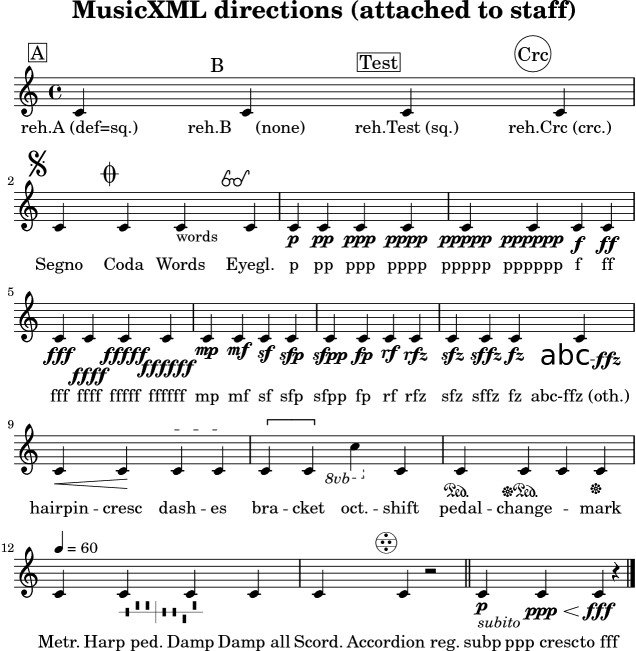 MusicXML directions (attached to staff)
A B Test Crc
reh.A (def=sq.) reh.B (none) reh.Test (sq.) reh.Crc (crc.)
2
words p pp ppp pppp ppppp pppppp f ff
Segno Coda Words Eyegl. p pp ppp pppp ppppp pppppp f ff
5
fff ffff fffff ffffff mp mf sf sfp sfpp fp rf rfz sfz sffz fz abc-ffz
fff ffff fffff ffffff mp mf sf sfp sfpp fp rf rfz sfz sffz fz abc-ffz (oth.)
9
8vb Ped. Ped.
hairpin -- cresc dash -- es bra -- cket oct. -- shift pedal -- change -- mark
12 = 60
p subito ppp < fff
Metr. Harp ped. Damp Damp all Scord. Accordion reg. subp ppp crescto fff